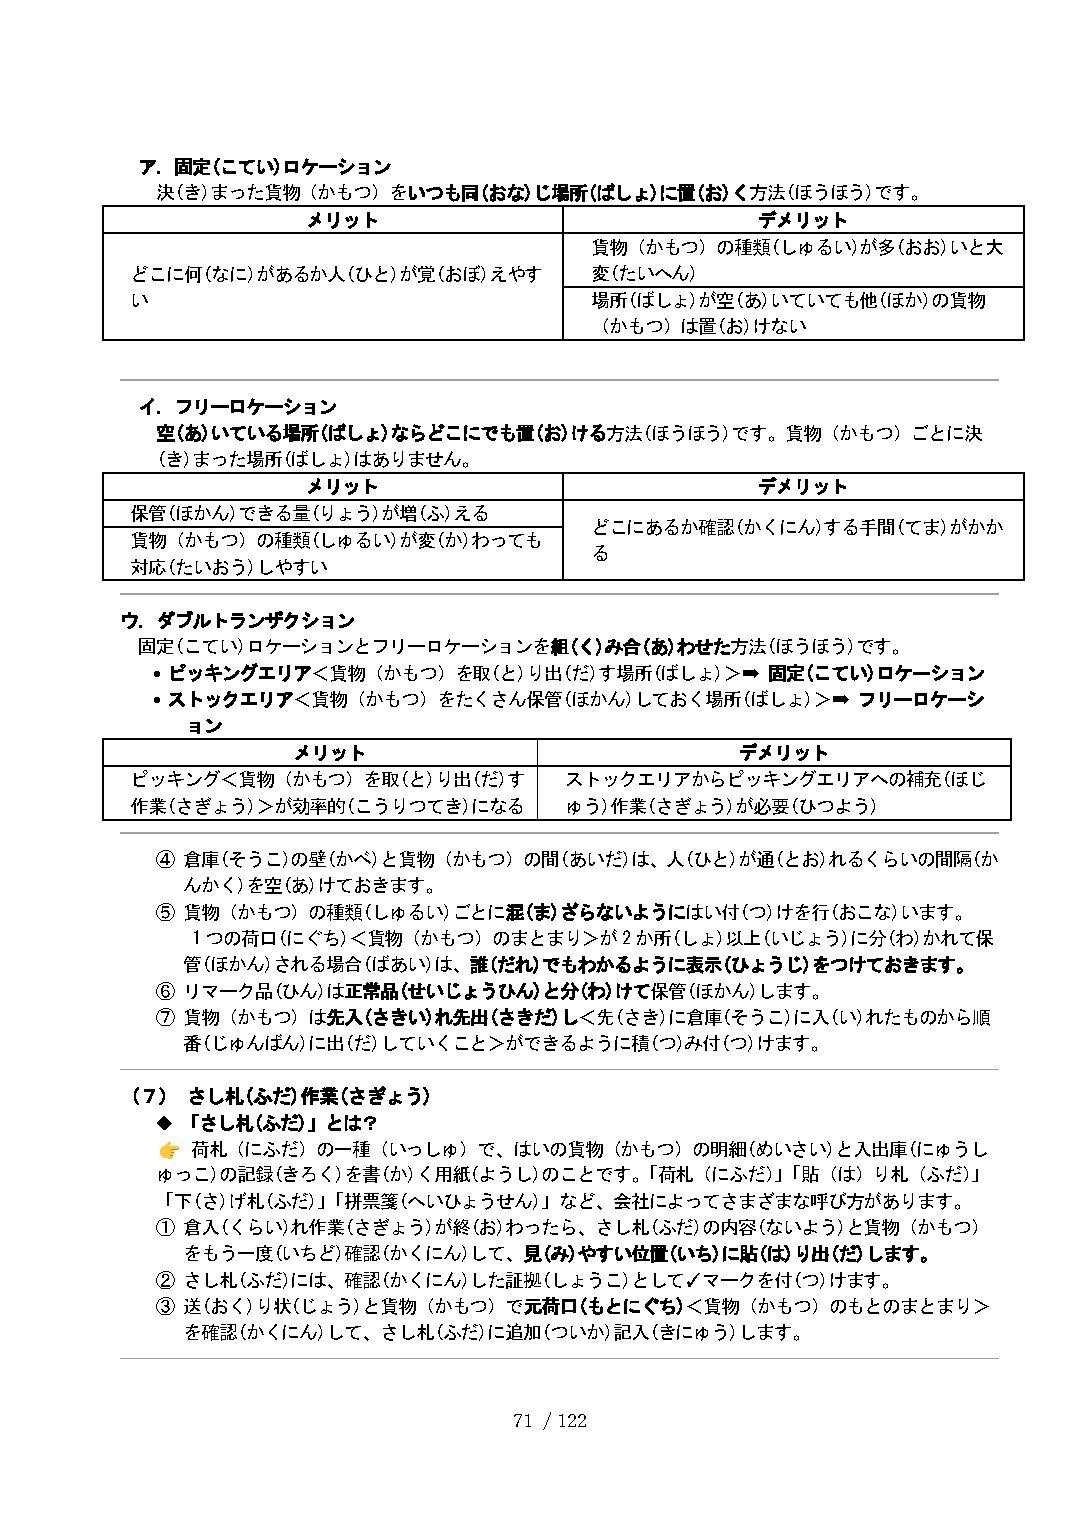 ア．固定(こてい)ロケーション
決(き)まった貨物（かもつ）をいつも同(おな)じ場所(ばしょ)に置(お)く方法(ほうほう)です。
メリット
デメリット
どこに何(なに)があるか人(ひと)が覚(おぼ)えやす
い
貨物（かもつ）の種類(しゅるい)が多(おお)いと大
変(たいへん)
場所(ばしょ)が空(あ)いていても他(ほか)の貨物
（かもつ）は置(お)けない
イ．フリーロケーション
空(あ)いている場所(ばしょ)ならどこにでも置(お)ける方法(ほうほう)です。貨物（かもつ）ごとに決
(き)まった場所(ばしょ)はありません。
メリット
デメリット
保管(ほかん)できる量(りょう)が増(ふ)える
貨物（かもつ）の種類(しゅるい)が変(か)わっても
対応(たいおう)しやすい
どこにあるか確認(かくにん)する手間(てま)がかか
る
ウ．ダブルトランザクション
固定(こてい)ロケーションとフリーロケーションを組(く)み合(あ)わせた方法(ほうほう)です。
• ピッキングエリア＜貨物（かもつ）を取(と)り出(だ)す場所(ばしょ)＞➡ 固定(こてい)ロケーション
• ストックエリア＜貨物（かもつ）をたくさん保管(ほかん)しておく場所(ばしょ)＞➡ フリーロケーシ
ョン
メリット
デメリット
ピッキング＜貨物（かもつ）を取(と)り出(だ)す
作業(さぎょう)＞が効率的(こうりつてき)になる
ストックエリアからピッキングエリアへの補充(ほじ
ゅう)作業(さぎょう)が必要(ひつよう)
④ 倉庫(そうこ)の壁(かべ)と貨物（かもつ）の間(あいだ)は、人(ひと)が通(とお)れるくらいの間隔(か
んかく)を空(あ)けておきます。
⑤ 貨物（かもつ）の種類(しゅるい)ごとに混(ま)ざらないようにはい付(つ)けを行(おこな)います。
１つの荷口(にぐち)＜貨物（かもつ）のまとまり＞が２か所(しょ)以上(いじょう)に分(わ)かれて保
管(ほかん)される場合(ばあい)は、誰(だれ)でもわかるように表示(ひょうじ)をつけておきます。
⑥ リマーク品(ひん)は正常品(せいじょうひん)と分(わ)けて保管(ほかん)します。
⑦ 貨物（かもつ）は先入(さきい)れ先出(さきだ)し＜先(さき)に倉庫(そうこ)に入(い)れたものから順
番(じゅんばん)に出(だ)していくこと＞ができるように積(つ)み付(つ)けます。
（７） さし札(ふだ)作業(さぎょう)
◆ 「さし札(ふだ)」とは？
👉 荷札（にふだ）の一種（いっしゅ）で、はいの貨物（かもつ）の明細(めいさい)と入出庫(にゅうし
ゅっこ)の記録(きろく)を書(か)く用紙(ようし)のことです。「荷札（にふだ）」「貼（は）り札（ふだ）」
「下(さ)げ札(ふだ)」「拼票箋(へいひょうせん)」など、会社によってさまざまな呼び方があります。
① 倉入(くらい)れ作業(さぎょう)が終(お)わったら、さし札(ふだ)の内容(ないよう)と貨物（かもつ）
をもう一度(いちど)確認(かくにん)して、見(み)やすい位置(いち)に貼(は)り出(だ)します。
② さし札(ふだ)には、確認(かくにん)した証拠(しょうこ)として✓マークを付(つ)けます。
③ 送(おく)り状(じょう)と貨物（かもつ）で元荷口(もとにぐち)＜貨物（かもつ）のもとのまとまり＞
を確認(かくにん)して、さし札(ふだ)に追加(ついか)記入(きにゅう)します。
71 / 122